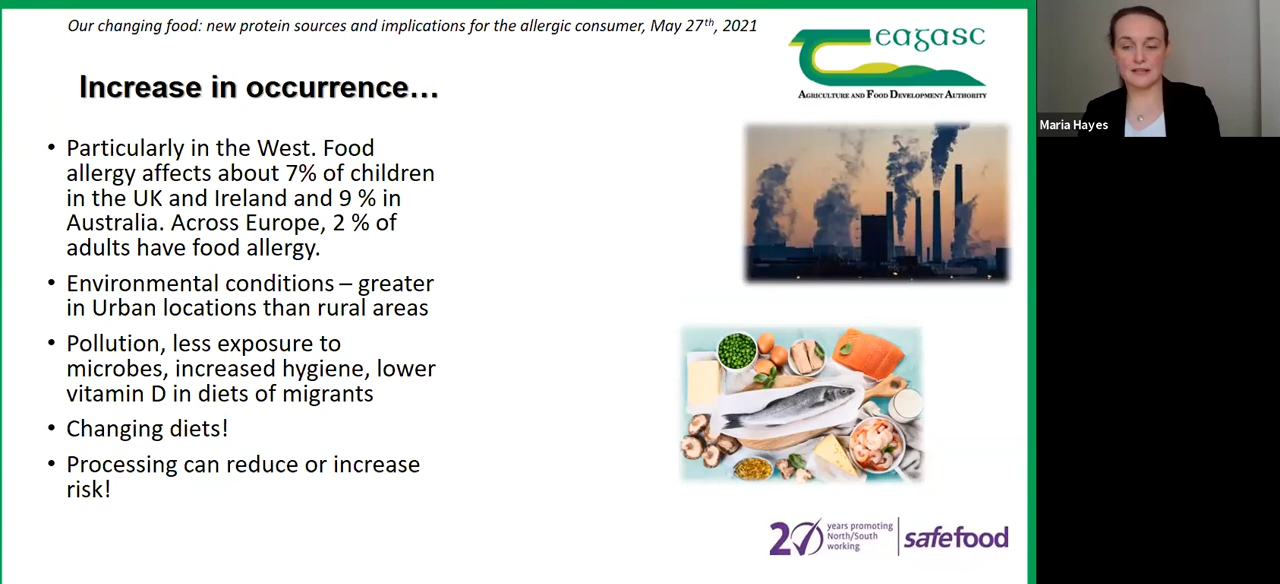 Our changing food: new protein sources and implications for the allergic consumer, May 27th, 2021
eagasc
AGRICULTURE AND FOOD DEVELOPMENT AUTHORITY
Increase in occurrence…
• Particularly in the West. Food
allergy affects about 7% of children
in the UK and Ireland and 9 % in
Australia. Across Europe, 2 % of
adults have food allergy.
• Environmental conditions – greater
in Urban locations than rural areas
• Pollution, less exposure to
microbes, increased hygiene, lower
vitamin D in diets of migrants
• Changing diets!
• Processing can reduce or increase
risk!
20 years promoting
North/South
working
safefood
Maria Hayes